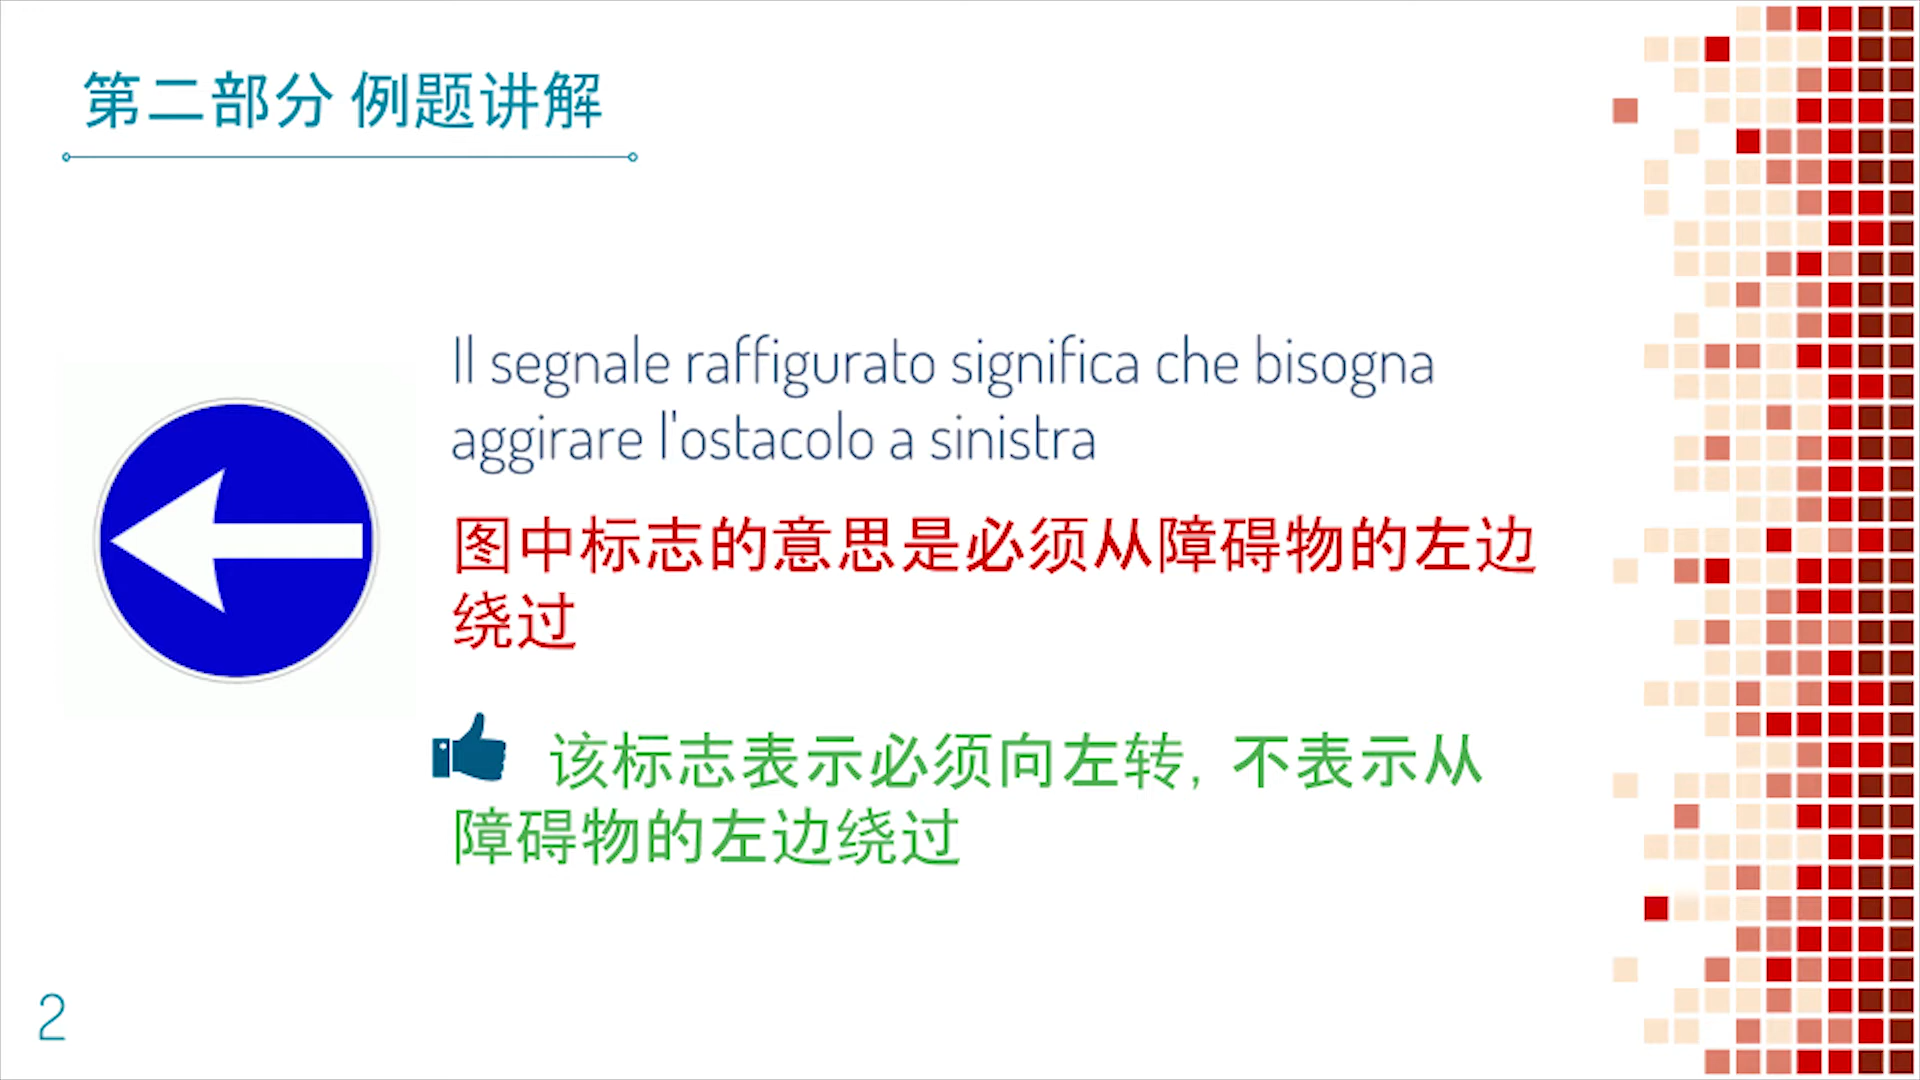 第二部分 例题讲解
Il segnale raffigurato significa che bisogna
aggirare l'ostacolo a sinistra
图中标志的意思是必须从障碍物的左边
绕过
该标志表示必须向左转, 不表示从
障碍物的左边绕过
2